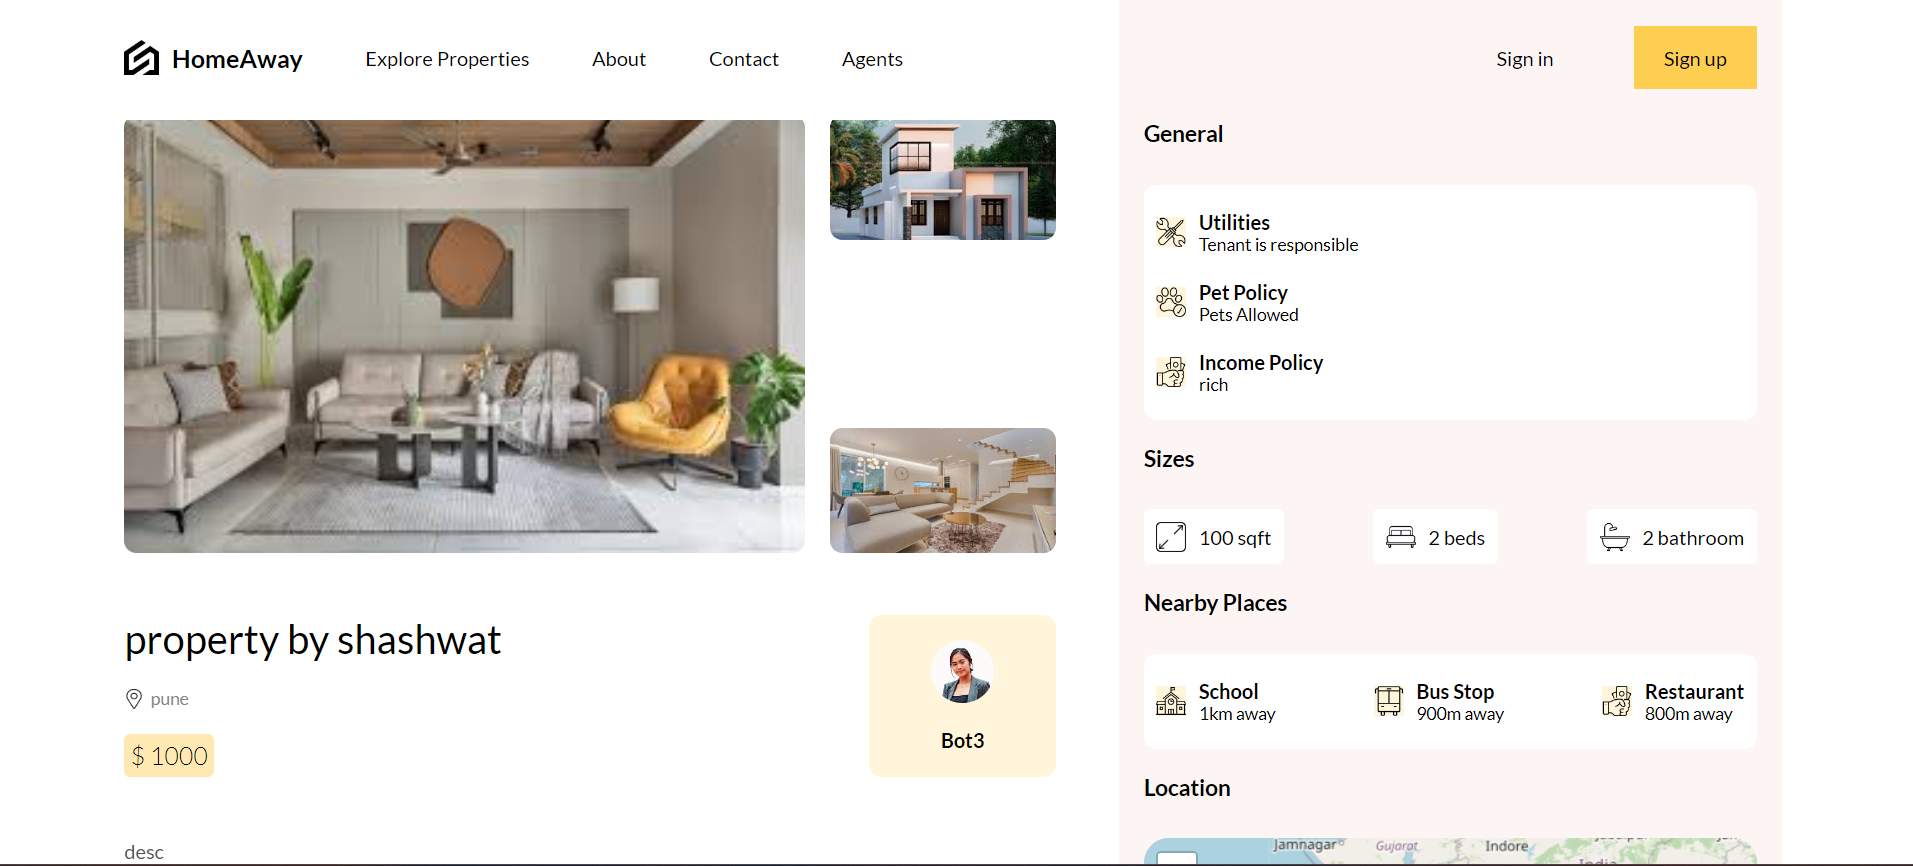 HomeAway
Explore Properties
About
Contact
Agents
Sign in
Sign up
property by shashwat
pune
$ 1000
Bot3
desc
General
Utilities
Tenant is responsible
Pet Policy
Pets Allowed
Income Policy
rich
Sizes
100 sqft
2 beds
2 bathroom
Nearby Places
School
1km away
Bus Stop
900m away
Restaurant
800m away
Location
Jamnagar
Gujarat
Indore
India